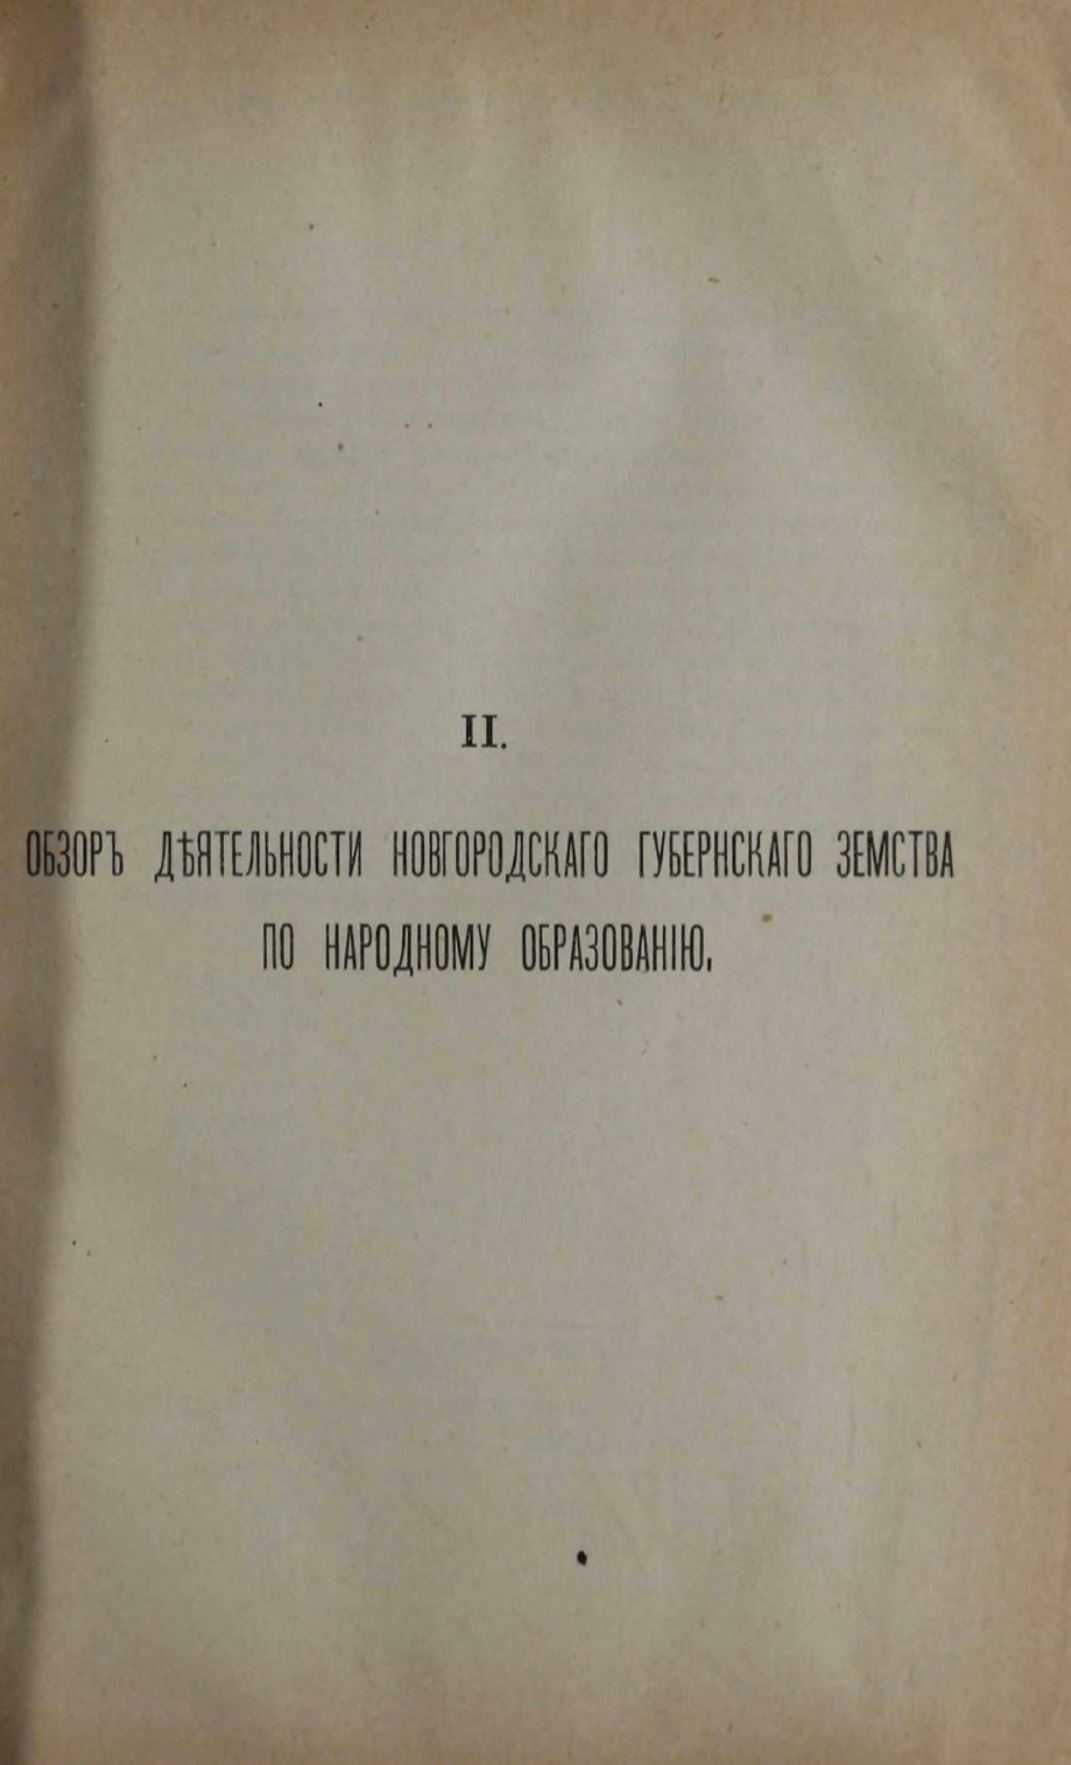 II.
ОБЗОРЪ ДѢЯТЕЛЬНОСТИ НОВГОРОДСКАГО ГУБЕРНСКАГО ЗЕМСТВА
ПО НАРОДНОМУ ОБРАЗОВАНІЮ.